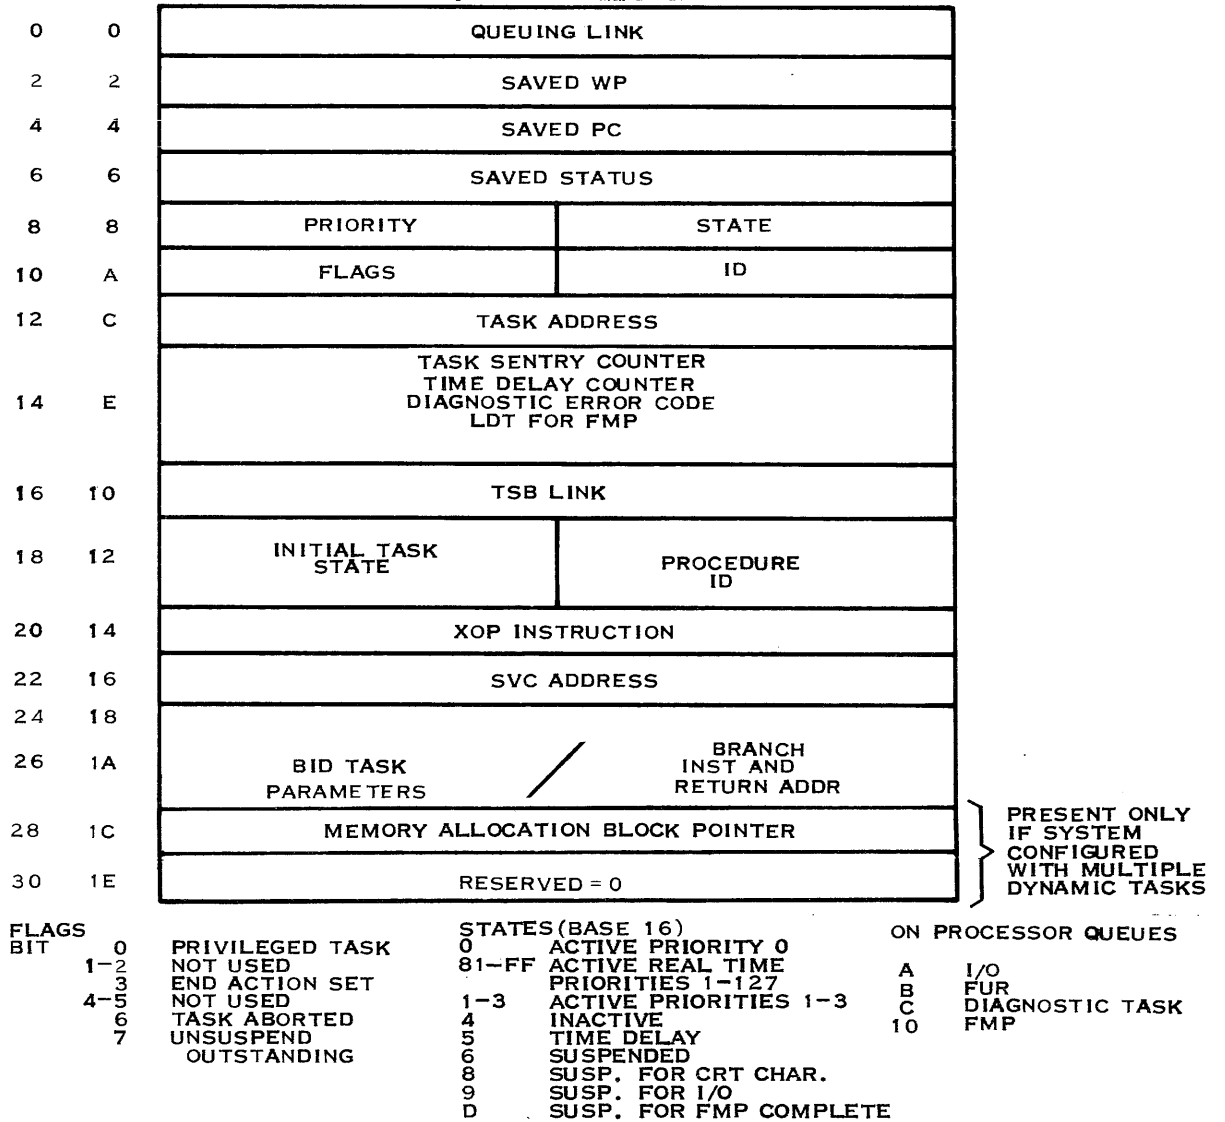 0 0 QUEUING LINK
2 2 SAVED WP
4 4 SAVED PC
6 6 SAVED STATUS
8 8 PRIORITY STATE
10 A FLAGS ID
12 C TASK ADDRESS
TASK SENTRY COUNTER
TIME DELAY COUNTER
14 E DIAGNOSTIC ERROR CODE
LDT FOR FMP
16 10 TSB LINK
18 12 INITIAL TASK
STATE
PROCEDURE
ID
20 14 XOP INSTRUCTION
22 16 SVC ADDRESS
24 18
26 1A BID TASK
PARAMETERS
/
BRANCH
INST AND
RETURN ADDR
28 1C MEMORY ALLOCATION BLOCK POINTER
30 1E RESERVED = 0
PRESENT ONLY
IF SYSTEM
CONFIGURED
WITH MULTIPLE
DYNAMIC TASKS
FLAGS
BIT 0 PRIVILEGED TASK
1-2 NOT USED
3 END ACTION SET
4-5 NOT USED
6 TASK ABORTED
7 UNSUSPEND
OUTSTANDING
STATES (BASE 16)
0 ACTIVE PRIORITY 0
81-FF ACTIVE REAL TIME
PRIORITIES 1-127
1-3 ACTIVE PRIORITIES 1-3
4 INACTIVE
5 TIME DELAY
6 SUSPENDED
8 SUSP. FOR CRT CHAR.
9 SUSP. FOR I/O
D SUSP. FOR FMP COMPLETE
ON PROCESSOR QUEUES
A I/O
B FUR
C DIAGNOSTIC TASK
10 FMP